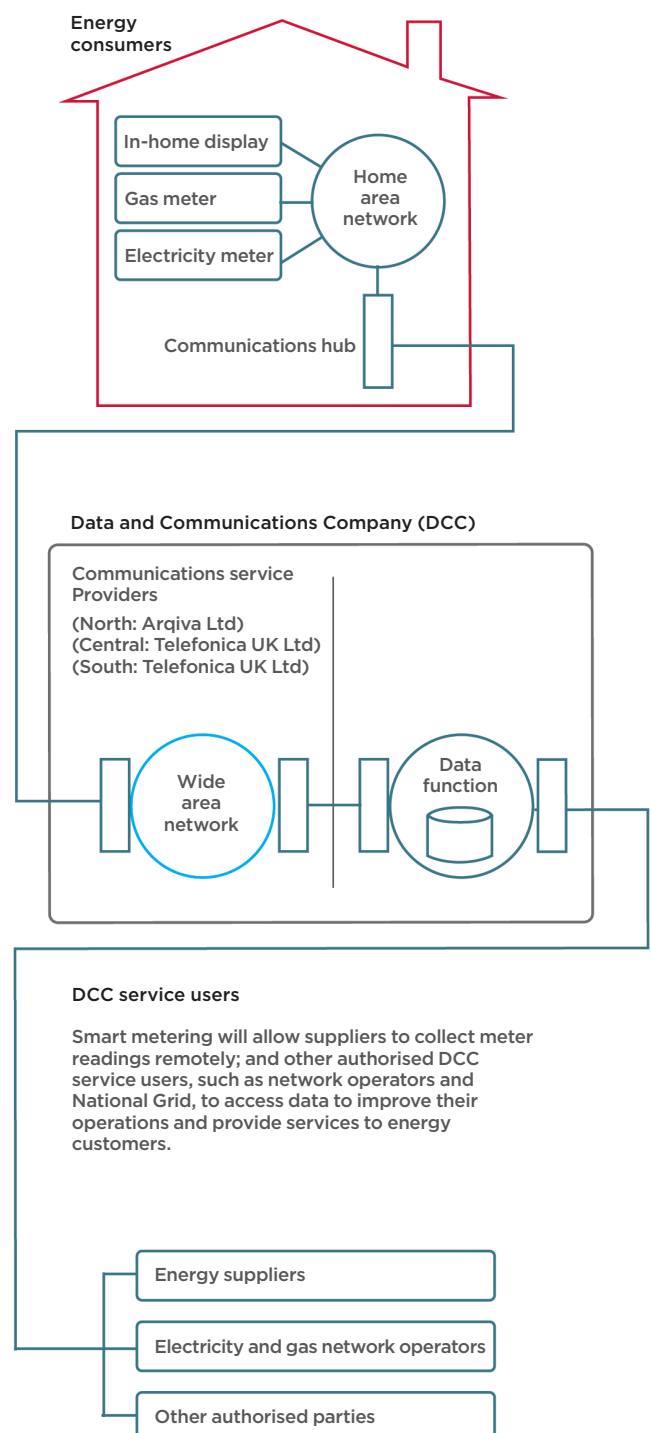 Energy
consumers
In-home display
Gas meter
Electricity meter
Home
area
network
Communications hub
Data and Communications Company (DCC)
Communications service
Providers
(North: Arqiva Ltd)
(Central: Telefonica UK Ltd)
(South: Telefonica UK Ltd)
Wide
area
network
Data
function
DCC service users
Smart metering will allow suppliers to collect meter
readings remotely; and other authorised DCC
service users, such as network operators and
National Grid, to access data to improve their
operations and provide services to energy
customers.
Energy suppliers
Electricity and gas network operators
Other authorised parties